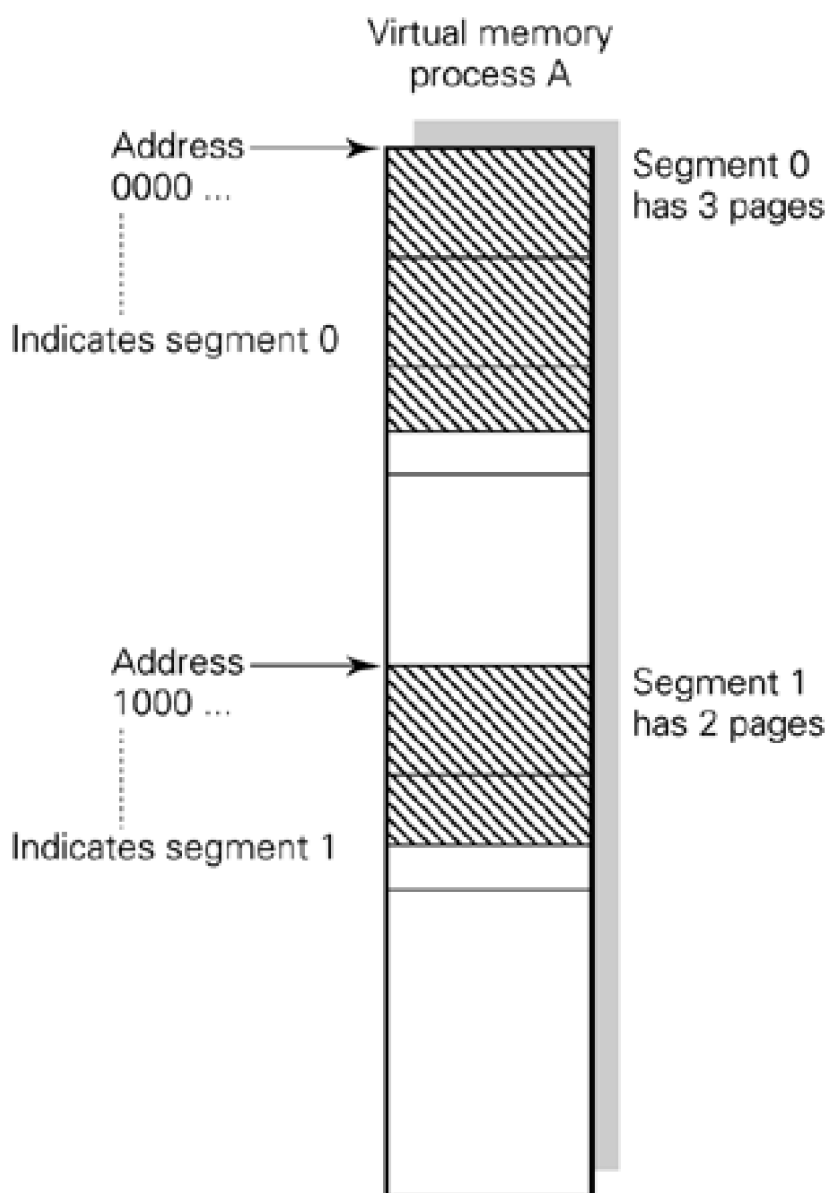 Virtual memory
process A
Address
0000 ...
Segment 0
has 3 pages
Indicates segment 0
Address
1000 ...
Segment 1
has 2 pages
Indicates segment 1